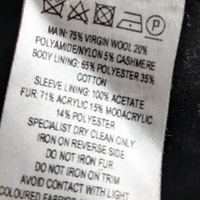 MAIN: 75% VIRGIN WOOL 20%
POLYAMIDE/NYLON 5% CASHMERE
BODY LINING: 65% POLYESTER 35%
COTTON
SLEEVE LINING: 100% ACETATE
FUR: 71% ACRYLIC 15% MODACRYLIC
14% POLYESTER
SPECIALIST DRY CLEAN ONLY
IRON ON REVERSE SIDE
DO NOT IRON FUR
DO NOT IRON TRIM
AVOID CONTACT WITH LIGHT
COLOURED FABRICS